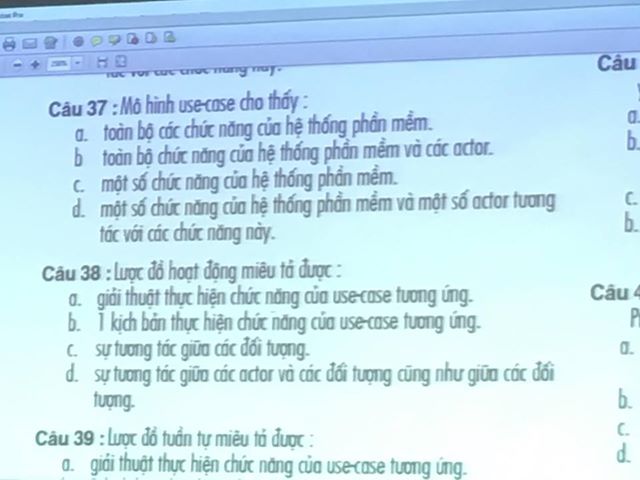 tác với các chức năng này.
Câu 37 : Mô hình use-case cho thấy :
a. toàn bộ các chức năng của hệ thống phần mềm.
b toàn bộ chức năng của hệ thống phần mềm và các actor.
c. một số chức năng của hệ thống phần mềm.
d. một số chức năng của hệ thống phần mềm và một số actor tương
tác với các chức năng này.
Câu 38 : Lược đồ hoạt động miêu tả được :
a. giải thuật thực hiện chức năng của use-case tương ứng.
b. 1 kịch bản thực hiện chức năng của use-case tương ứng.
c. sự tương tác giữa các đối tượng.
d. sự tương tác giữa các actor và các đối tượng cũng như giữa các đối
tượng.
Câu 39 : Lược đồ tuần tự miêu tả được :
a. giải thuật thực hiện chức năng của use-case tương ứng.
Câu
a.
b.
c.
b.
Câu 4
a.
b.
c.
d.